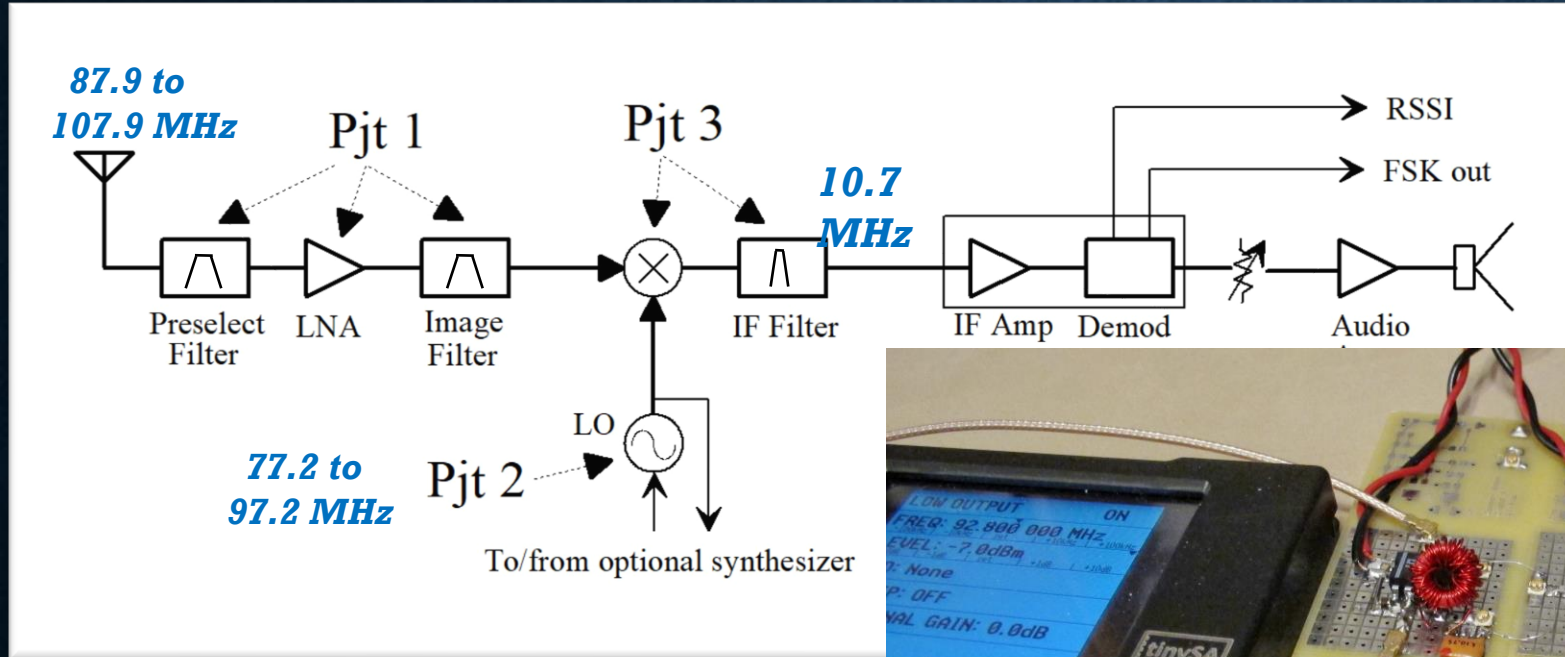 87.9 to
107.9 MHz
Pjt 1
Pjt 3
10.7
MHz
RSSI
FSK out
Preselect
Filter
LNA
Image
Filter
IF Filter
IF Amp
Demod
Audio
LO
77.2 to
97.2 MHz
Pjt 2
To/from optional synthesizer
LOW OUTPUT ON
FREQ: 92.800 000 MHz
EVEL: -7.0dBm
: None
P: OFF
NAL GAIN: 0.0dB
tinySA